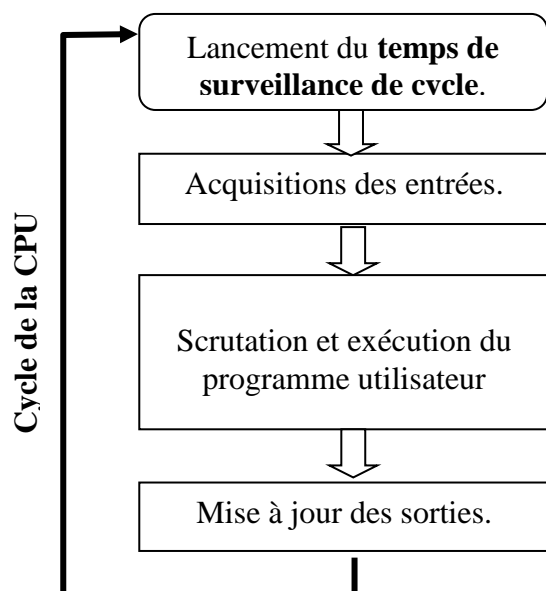 Lancement du temps de
surveillance de cycle.
Acquisitions des entrées.
Cycle de la CPU
Scrutation et exécution du
programme utilisateur
Mise à jour des sorties.